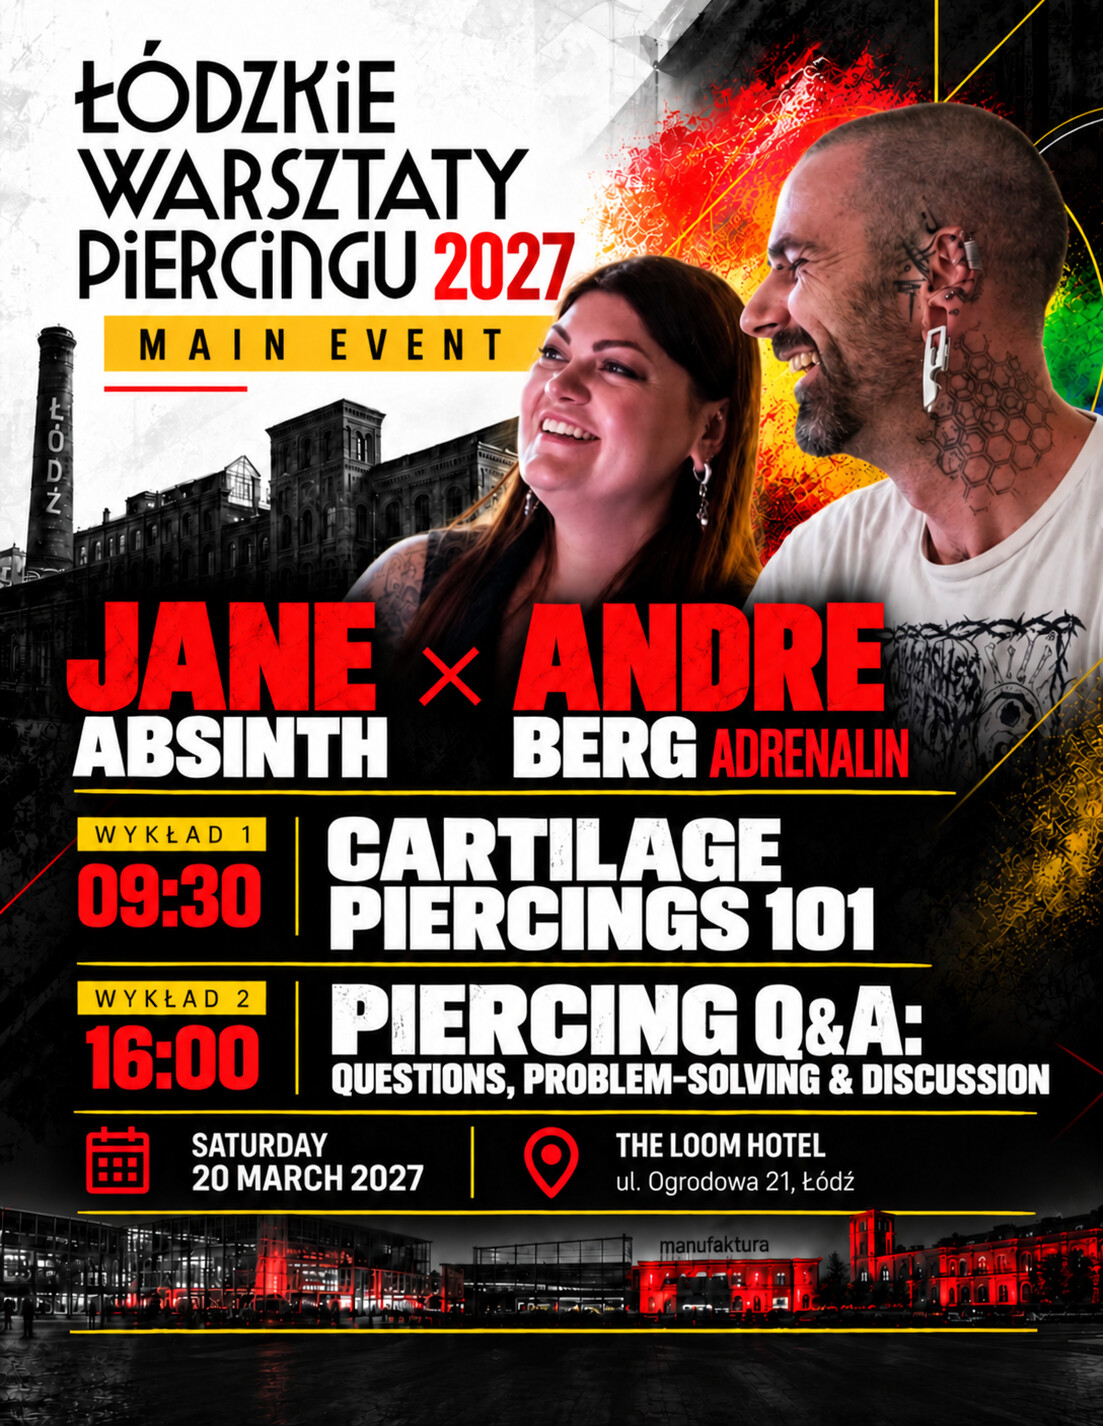 ŁÓDZKiE
WARSZTATY
PiERCiNGU 2027
MAIN EVENT
ŁÓDŹ
JANE × ANDRE
ABSINTH BERG ADRENALIN
WYKŁAD 1
09:30
CARTILAGE
PIERCINGS 101
WYKŁAD 2
16:00
PIERCING Q&A:
QUESTIONS, PROBLEM-SOLVING & DISCUSSION
SATURDAY
20 MARCH 2027
THE LOOM HOTEL
ul. Ogrodowa 21, Łódź
manufaktura